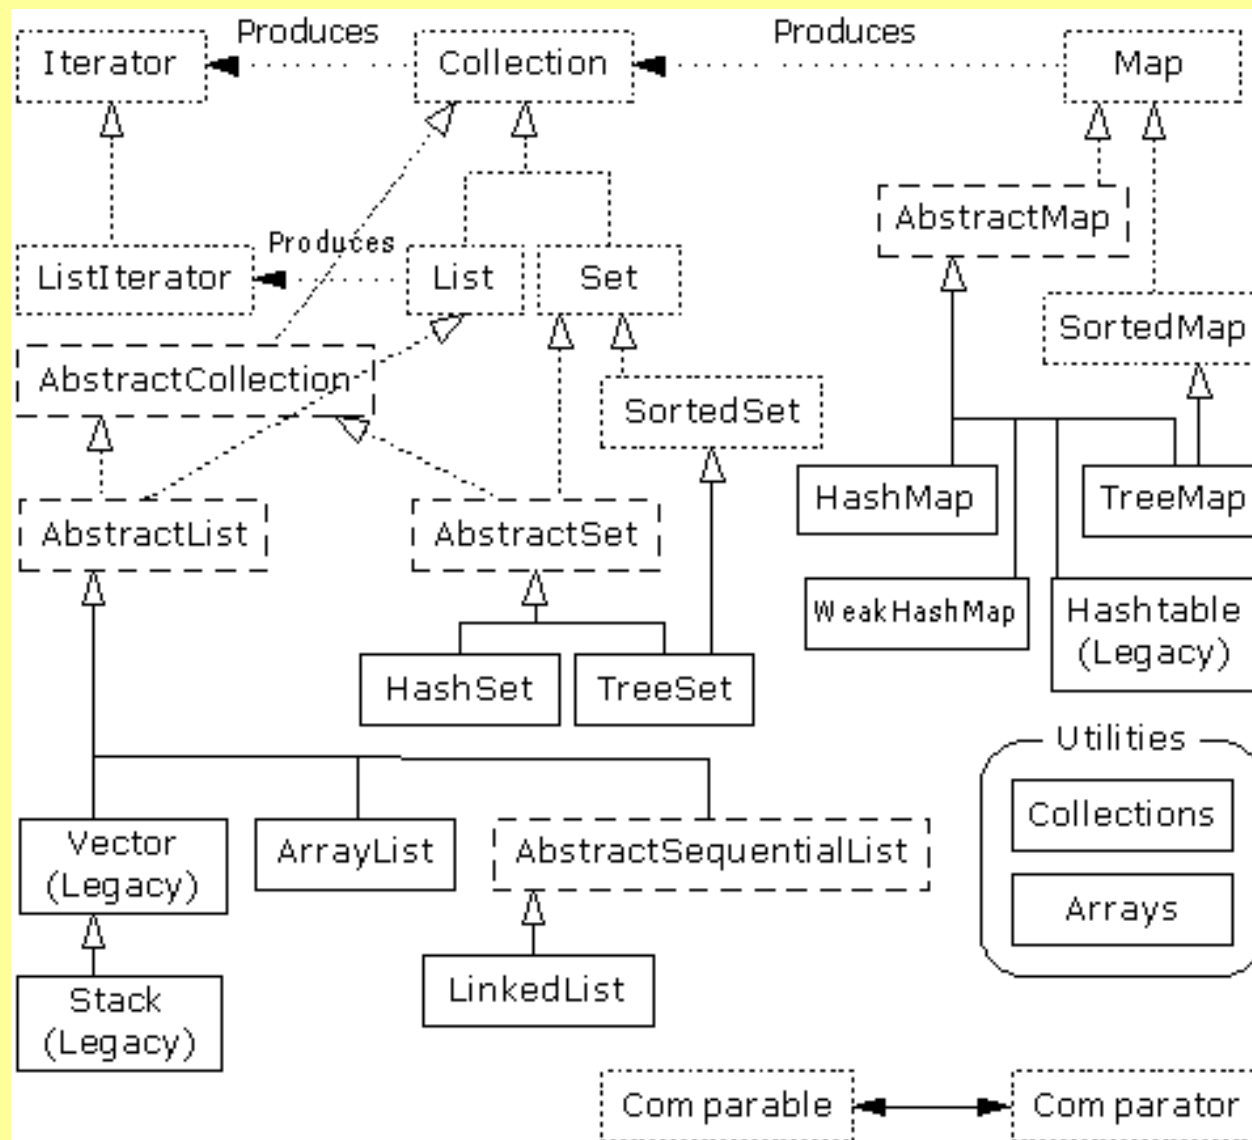 Produces
Produces
Iterator
Collection
Map
AbstractMap
Produces
ListIterator
List
Set
SortedMap
AbstractCollection
SortedSet
HashMap
TreeMap
AbstractList
AbstractSet
WeakHashMap
Hashtable
(Legacy)
HashSet
TreeSet
Utilities
Collections
Vector
(Legacy)
ArrayList
AbstractSequentialList
Arrays
LinkedList
Stack
(Legacy)
Comparable
Comparator